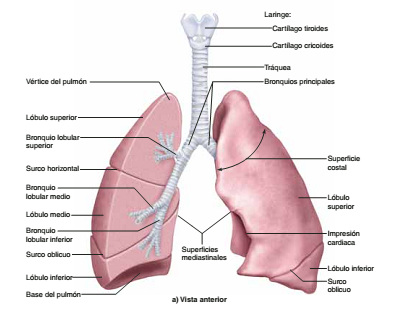 Laringe:
Cartílago tiroides
Cartílago cricoides
Tráquea
Bronquios principales
Vértice del pulmón
Lóbulo superior
Bronquio lobular
superior
Surco horizontal
Bronquio
lobular medio
Lóbulo medio
Bronquio
lobular inferior
Surco oblicuo
Lóbulo inferior
Base del pulmón
Superficies
mediastinales
Superficie
costal
Lóbulo
superior
Impresión
cardiaca
Lóbulo inferior
Surco
oblicuo
a) Vista anterior